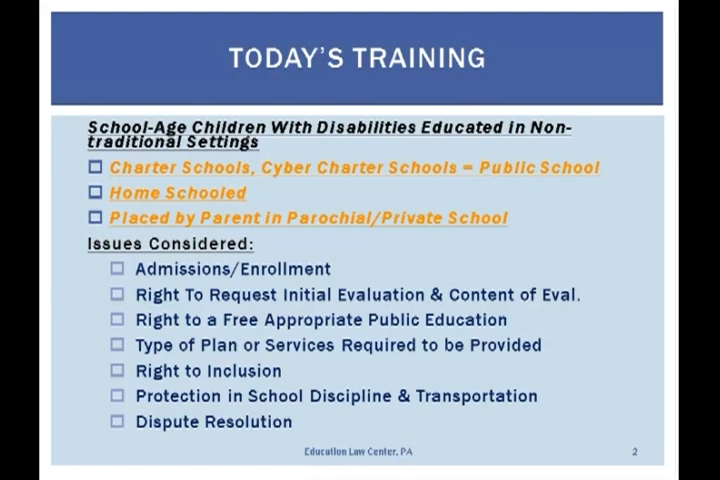 TODAY'S TRAINING
School-Age Children With Disabilities Educated in Non-
traditional Settings
Charter Schools, Cyber Charter Schools = Public School
Home Schooled
Placed by Parent in Parochial/Private School
Issues Considered:
Admissions/Enrollment
Right To Request Initial Evaluation & Content of Eval.
Right to a Free Appropriate Public Education
Type of Plan or Services Required to be Provided
Right to Inclusion
Protection in School Discipline & Transportation
Dispute Resolution
Education Law Center, PA
2